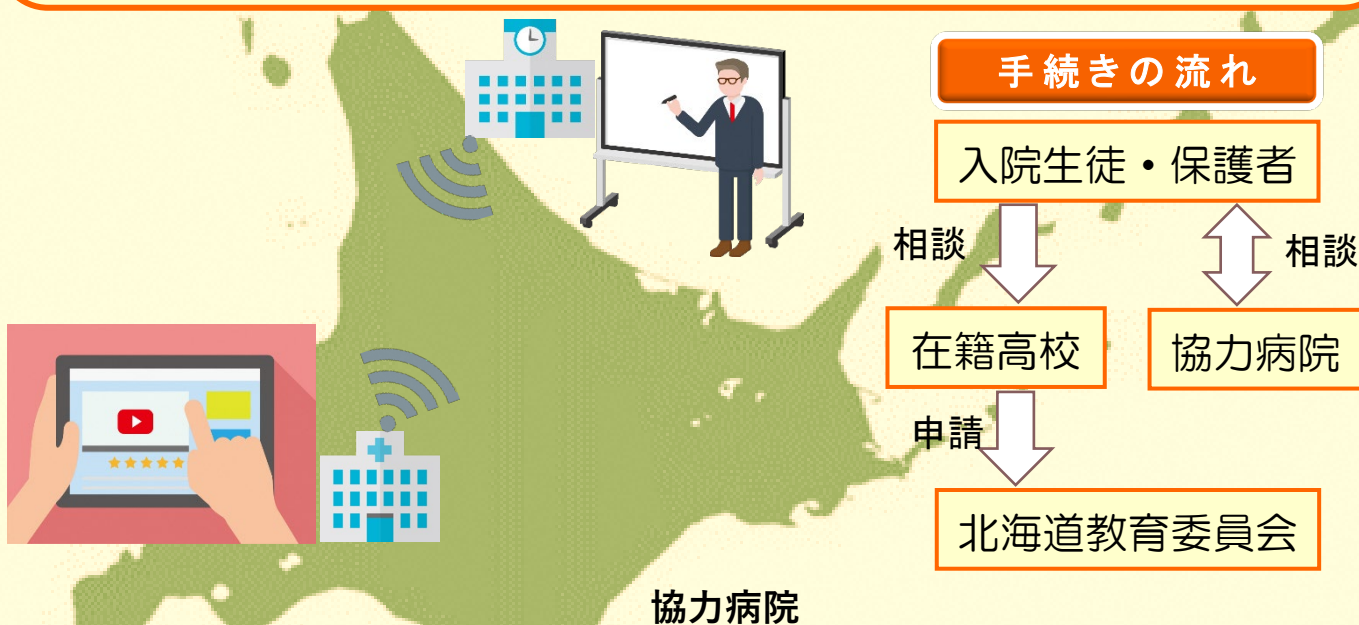 手続きの流れ
入院生徒・保護者
相談
相談
在籍高校
協力病院
申請
北海道教育委員会
協力病院